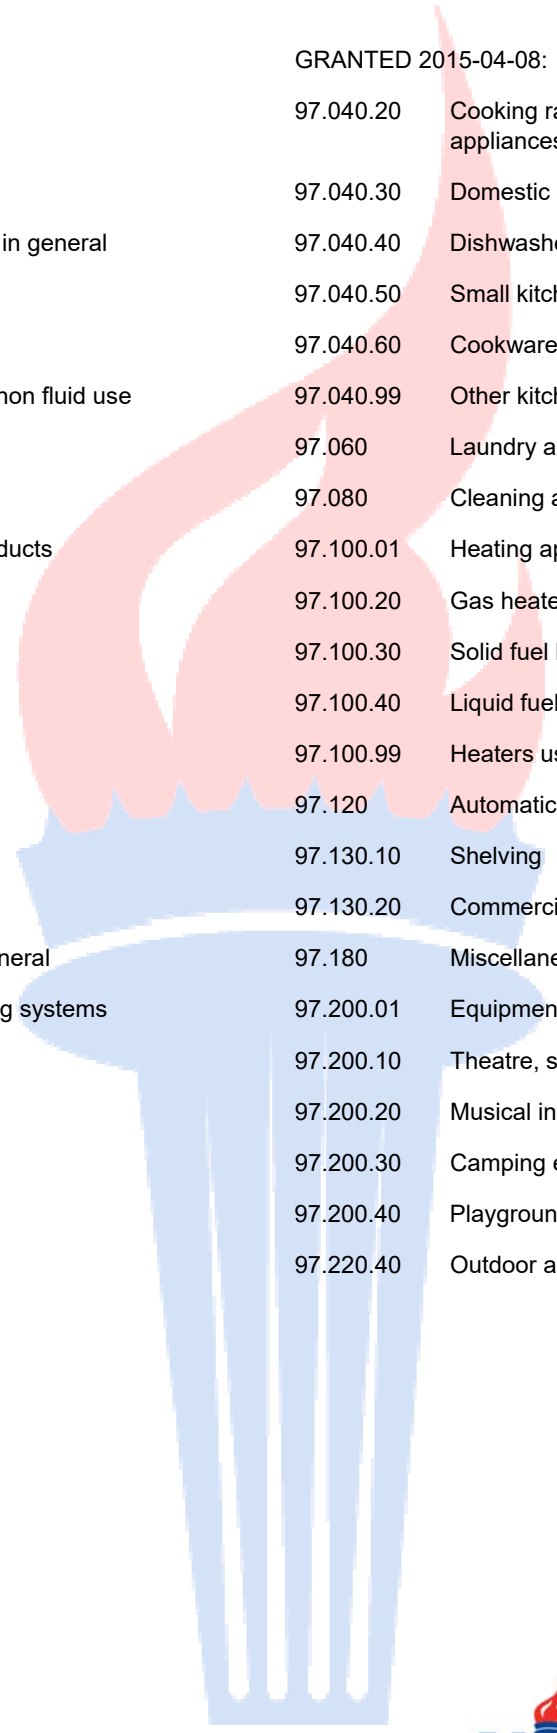 in general
non fluid use
ducts
neral
g systems
GRANTED 2015-04-08:
97.040.20 Cooking ra
appliances
97.040.30 Domestic
97.040.40 Dishwashe
97.040.50 Small kitch
97.040.60 Cookware
97.040.99 Other kitch
97.060 Laundry a
97.080 Cleaning a
97.100.01 Heating ap
97.100.20 Gas heate
97.100.30 Solid fuel
97.100.40 Liquid fuel
97.100.99 Heaters us
97.120 Automatic
97.130.10 Shelving
97.130.20 Commerci
97.180 Miscellane
97.200.01 Equipmen
97.200.10 Theatre, s
97.200.20 Musical in
97.200.30 Camping e
97.200.40 Playgroun
97.220.40 Outdoor a